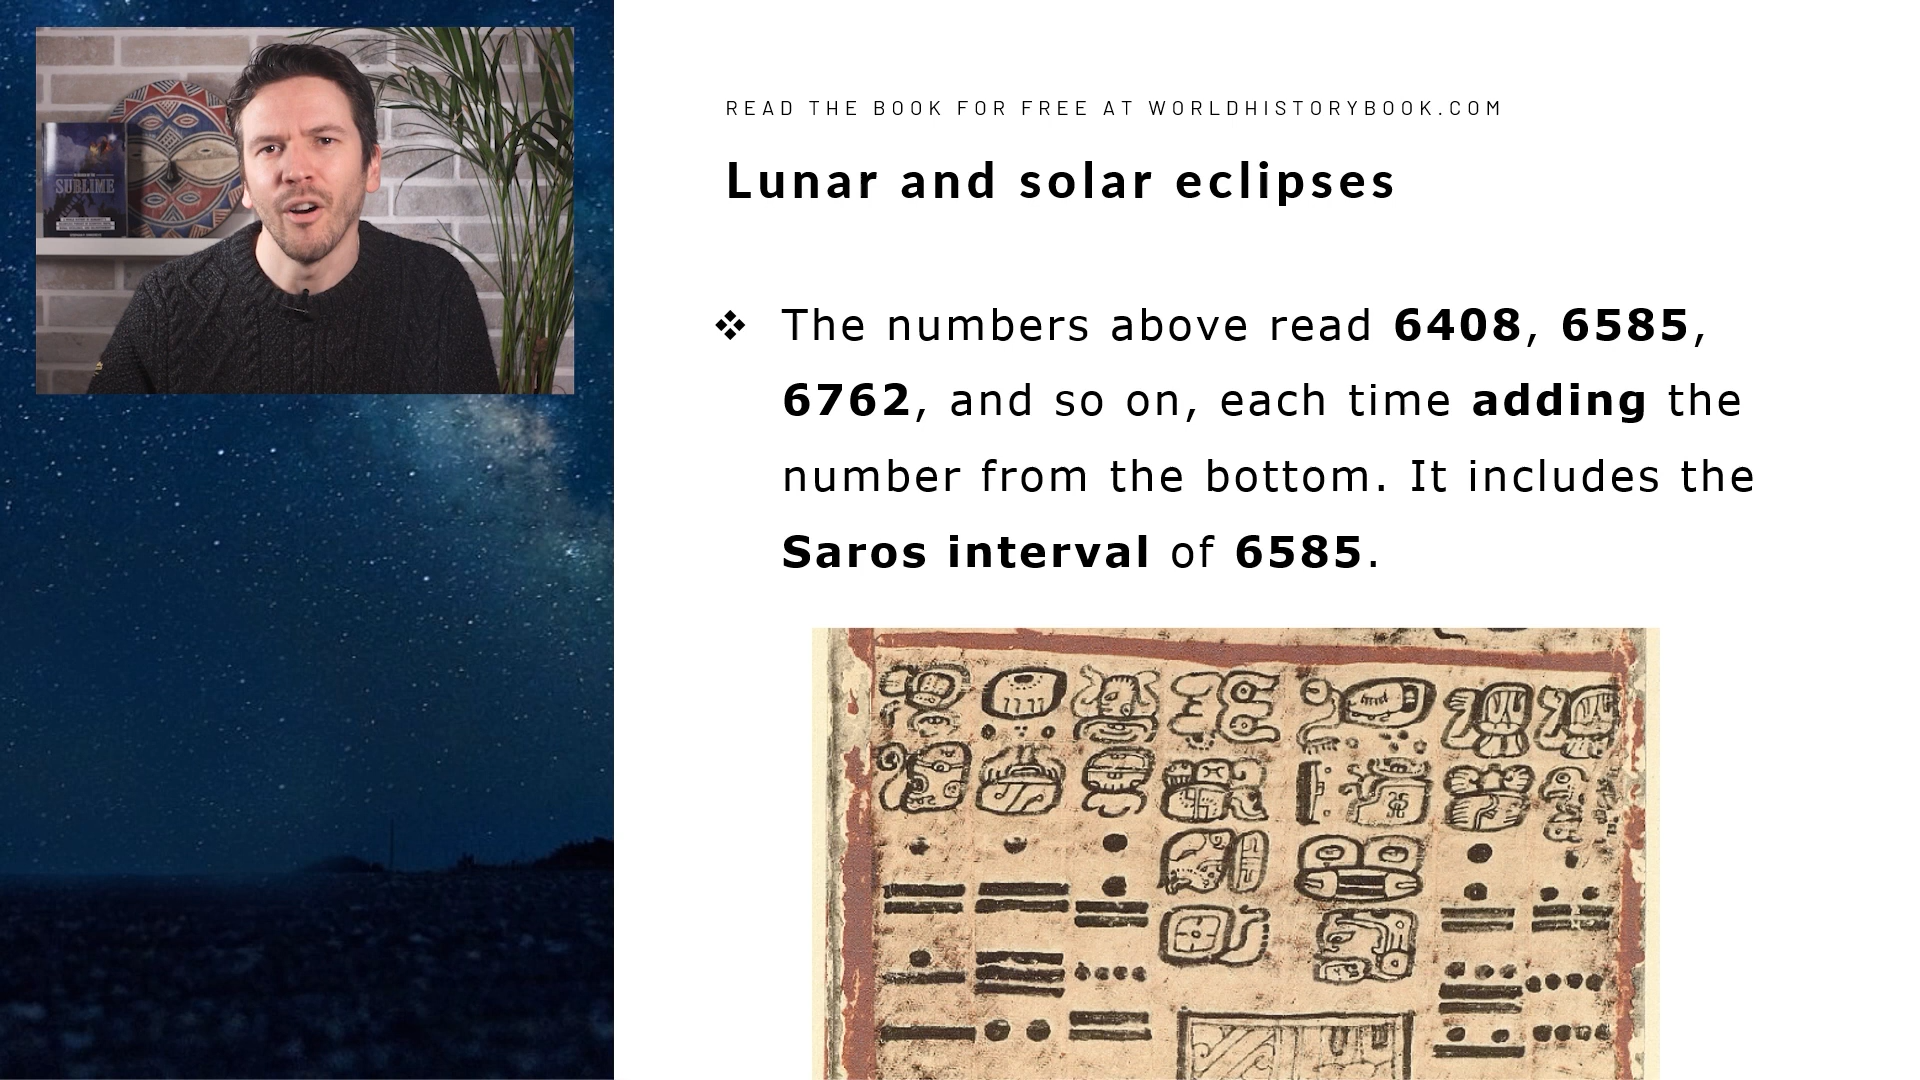 READ THE BOOK FOR FREE AT WORLDHISTORYBOOK.COM
Lunar and solar eclipses
❖ The numbers above read 6408, 6585,
6762, and so on, each time adding the
number from the bottom. It includes the
Saros interval of 6585.
SUBLIME